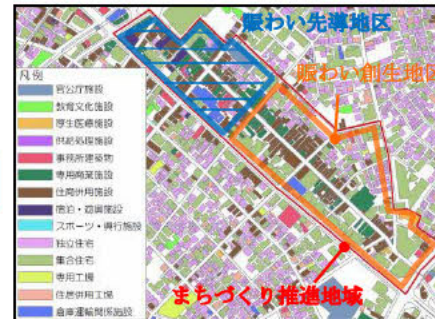 賑わい先導地区
賑わい創生地区
凡例
官公庁施設
教育文化施設
厚生医療施設
供給処理施設
事務所建築物
専用商業施設
住商併用施設
宿泊・遊興施設
スポーツ・興行施設
独立住宅
集合住宅
専用工場
住居併用工場
倉庫運輸関係施設
まちづくり推進地域